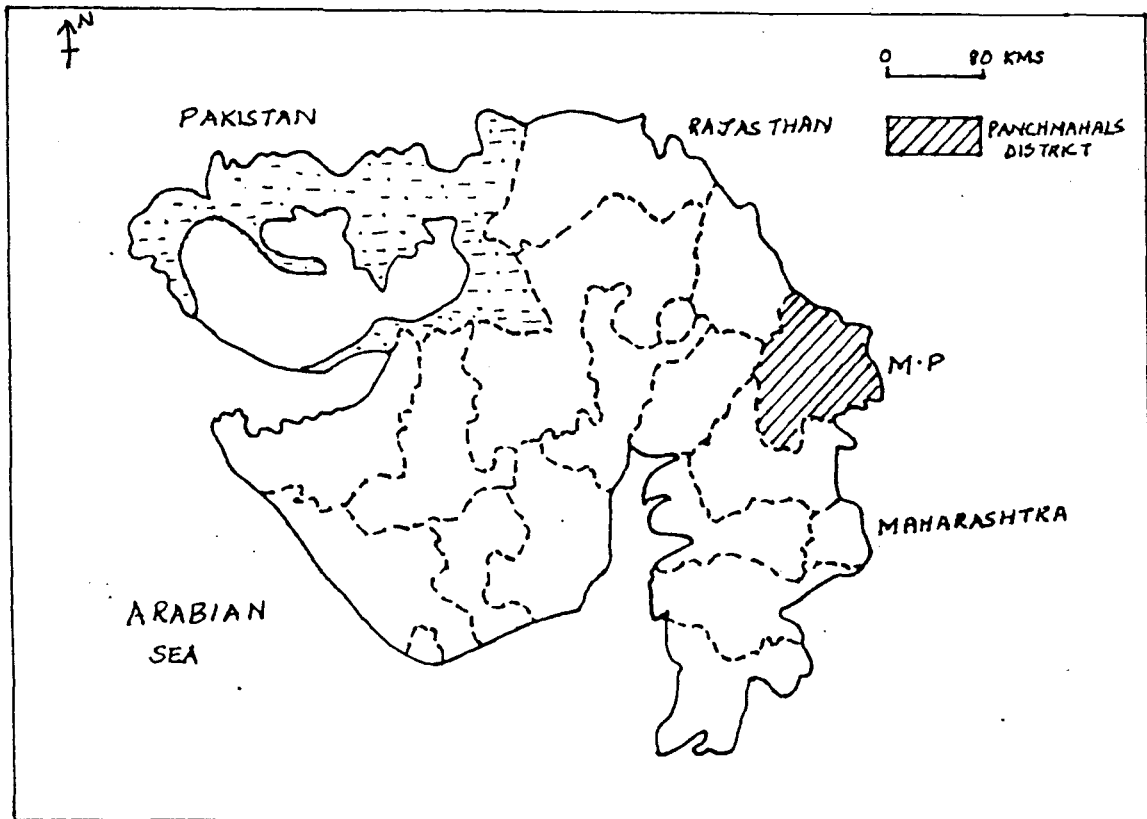 N
0 80 KMS
PAKISTAN
RAJASTHAN
PANCHMAHALS
DISTRICT
M.P
MAHARASHTRA
ARABIAN
SEA